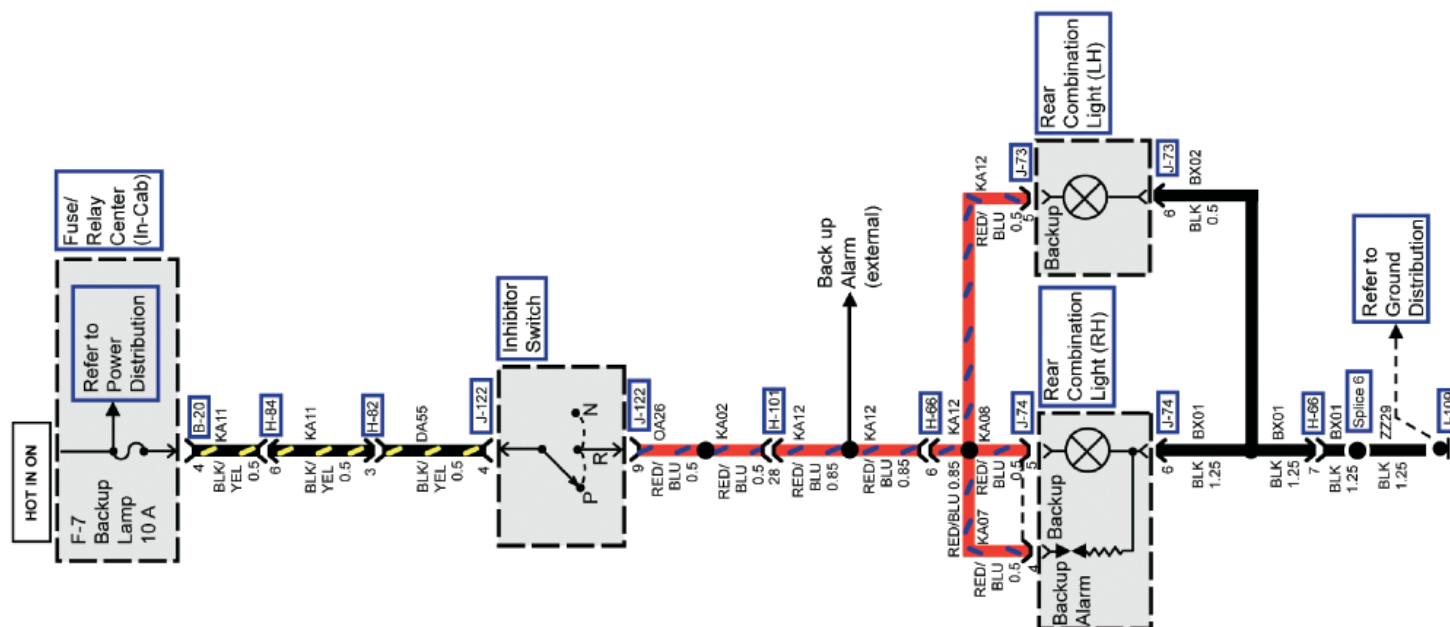 HOT IN ON
Fuse/
Relay
Center
(In-Cab)
Refer to
Power
Distribution
F-7
Backup
Lamp
10 A
B-20
4
KA11
BLK/
YEL
0.5
H-84
6
KA11
BLK/
YEL
0.5
H-82
3
DA55
BLK/
YEL
0.5
J-122
4
Inhibitor
Switch
P
R
N
J-122
9
OA26
RED/
BLU
0.5
KA02
RED/
BLU
0.5
H-101
28
KA12
RED/
BLU
0.85
Back up
Alarm
(external)
KA12
RED/
BLU
0.85
H-66
6
KA12
RED/BLU 0.85
KA12
RED/
BLU
0.5
J-73
5
Rear
Combination
Light (LH)
Backup
J-73
6
BX02
BLK
0.5
KA08
RED/
BLU
0.5
J-74
5
KA07
RED/
BLU
0.5
4
Rear
Combination
Light (RH)
Backup
Backup
Alarm
J-74
6
BX01
BLK
1.25
BX01
BLK
1.25
H-66
7
BX01
BLK
1.25
Splice 6
ZZ29
BLK
1.25
Refer to
Ground
Distribution